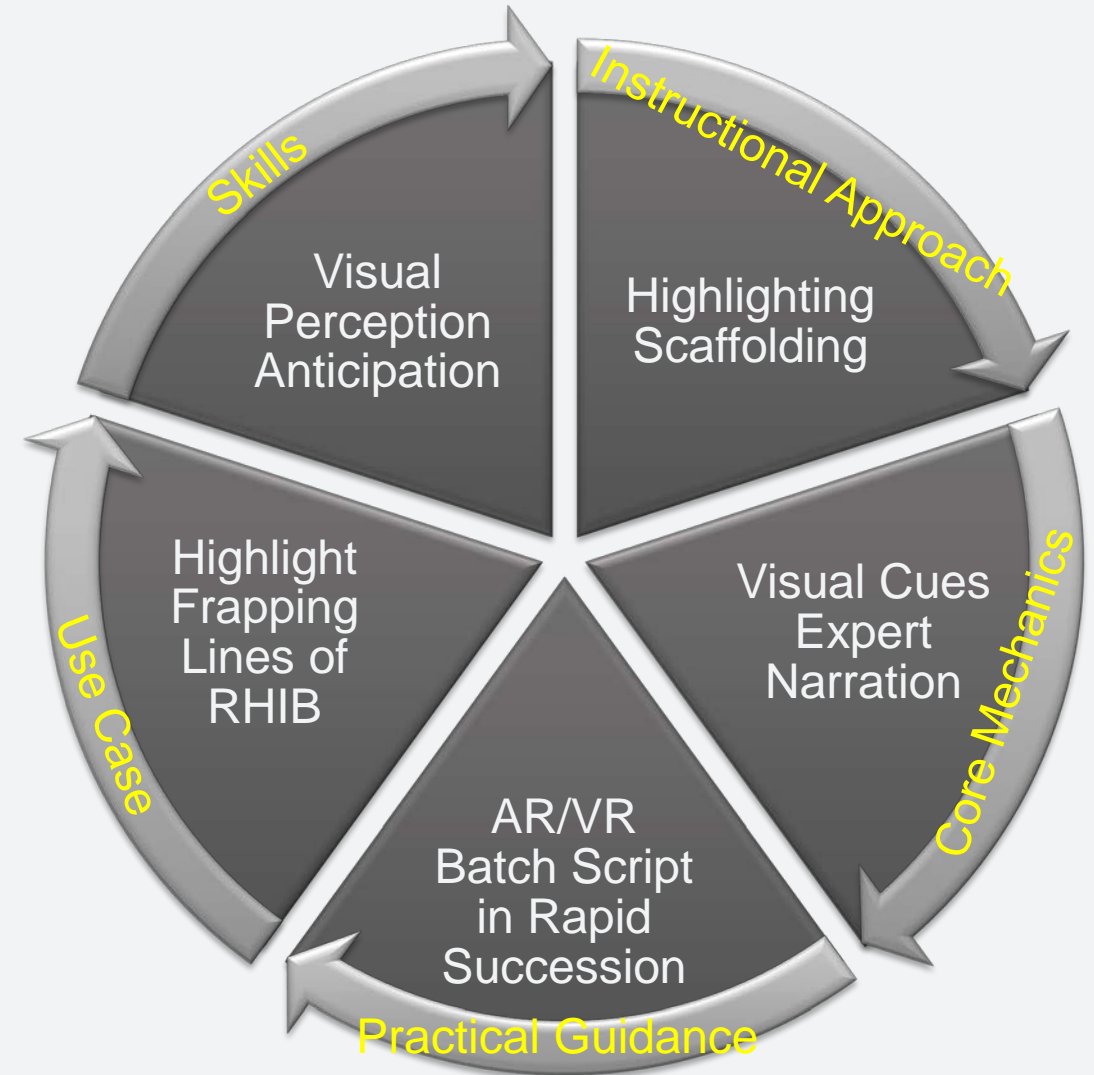 Skills
Visual
Perception
Anticipation
Instructional Approach
Highlighting
Scaffolding
Core Mechanics
Visual Cues
Expert
Narration
Practical Guidance
AR/VR
Batch Script
in Rapid
Succession
Use Case
Highlight
Frapping
Lines of
RHIB